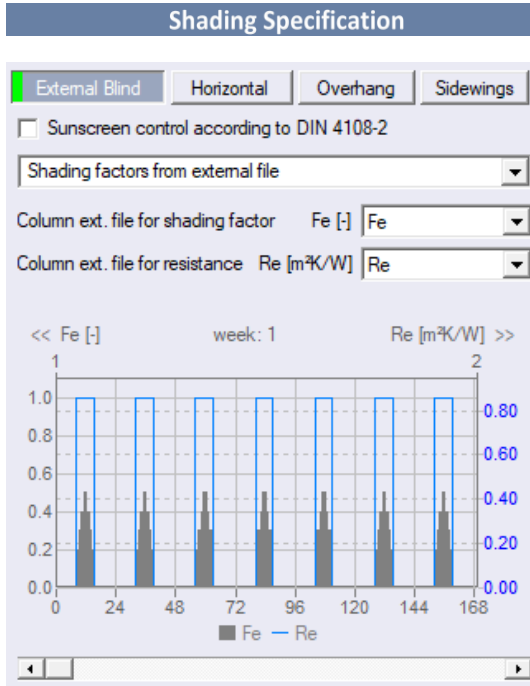 Shading Specification
External Blind Horizontal Overhang Sidewings
Sunscreen control according to DIN 4108-2
Shading factors from external file
Column ext. file for shading factor Fe [-] Fe
Column ext. file for resistance Re [m²K/W] Re
<< Fe [-] week: 1 Re [m²K/W] >>
1 2
1.0
0.80
0.8
0.60
0.6
0.40
0.4
0.20
0.2
0.0 0.00
0 24 48 72 96 120 144 168
Fe Re